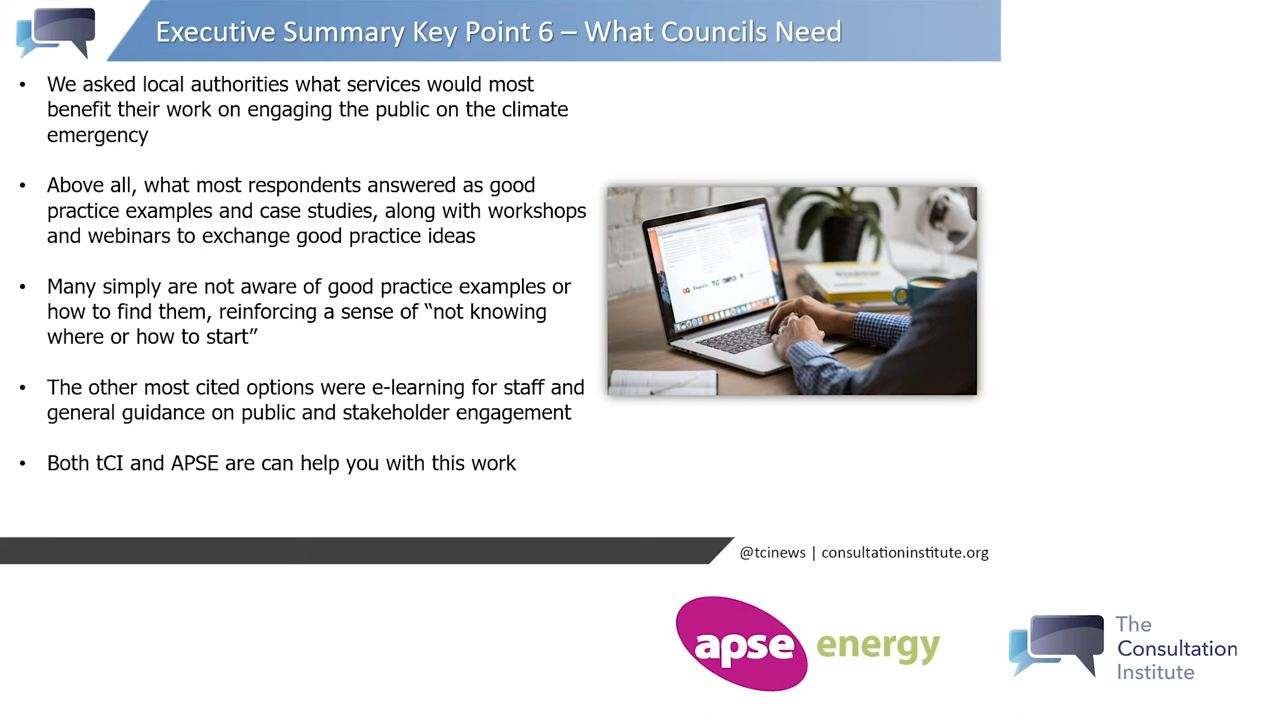 Executive Summary Key Point 6 – What Councils Need
• We asked local authorities what services would most
benefit their work on engaging the public on the climate
emergency
• Above all, what most respondents answered as good
practice examples and case studies, along with workshops
and webinars to exchange good practice ideas
• Many simply are not aware of good practice examples or
how to find them, reinforcing a sense of “not knowing
where or how to start”
• The other most cited options were e-learning for staff and
general guidance on public and stakeholder engagement
• Both tCI and APSE are can help you with this work
@tcinews | consultationinstitute.org
apse energy
The
Consultation
Institute